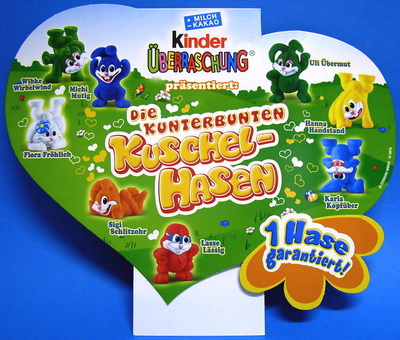 + MILCH
- KAKAO
Kinder
ÜBERRASCHUNG®
präsentiert:
Wibke
Wirbelwind
Michl
Mutig
Uli Übermut
Die
KUNTERBUNTEN
KUSCHEL-
HASEN
Hanna
Handstand
Flora Fröhlich
Karla
Kopfüber
Sigi
Schlitzohr
Lasse
Lässig
1 Hase
garantiert!